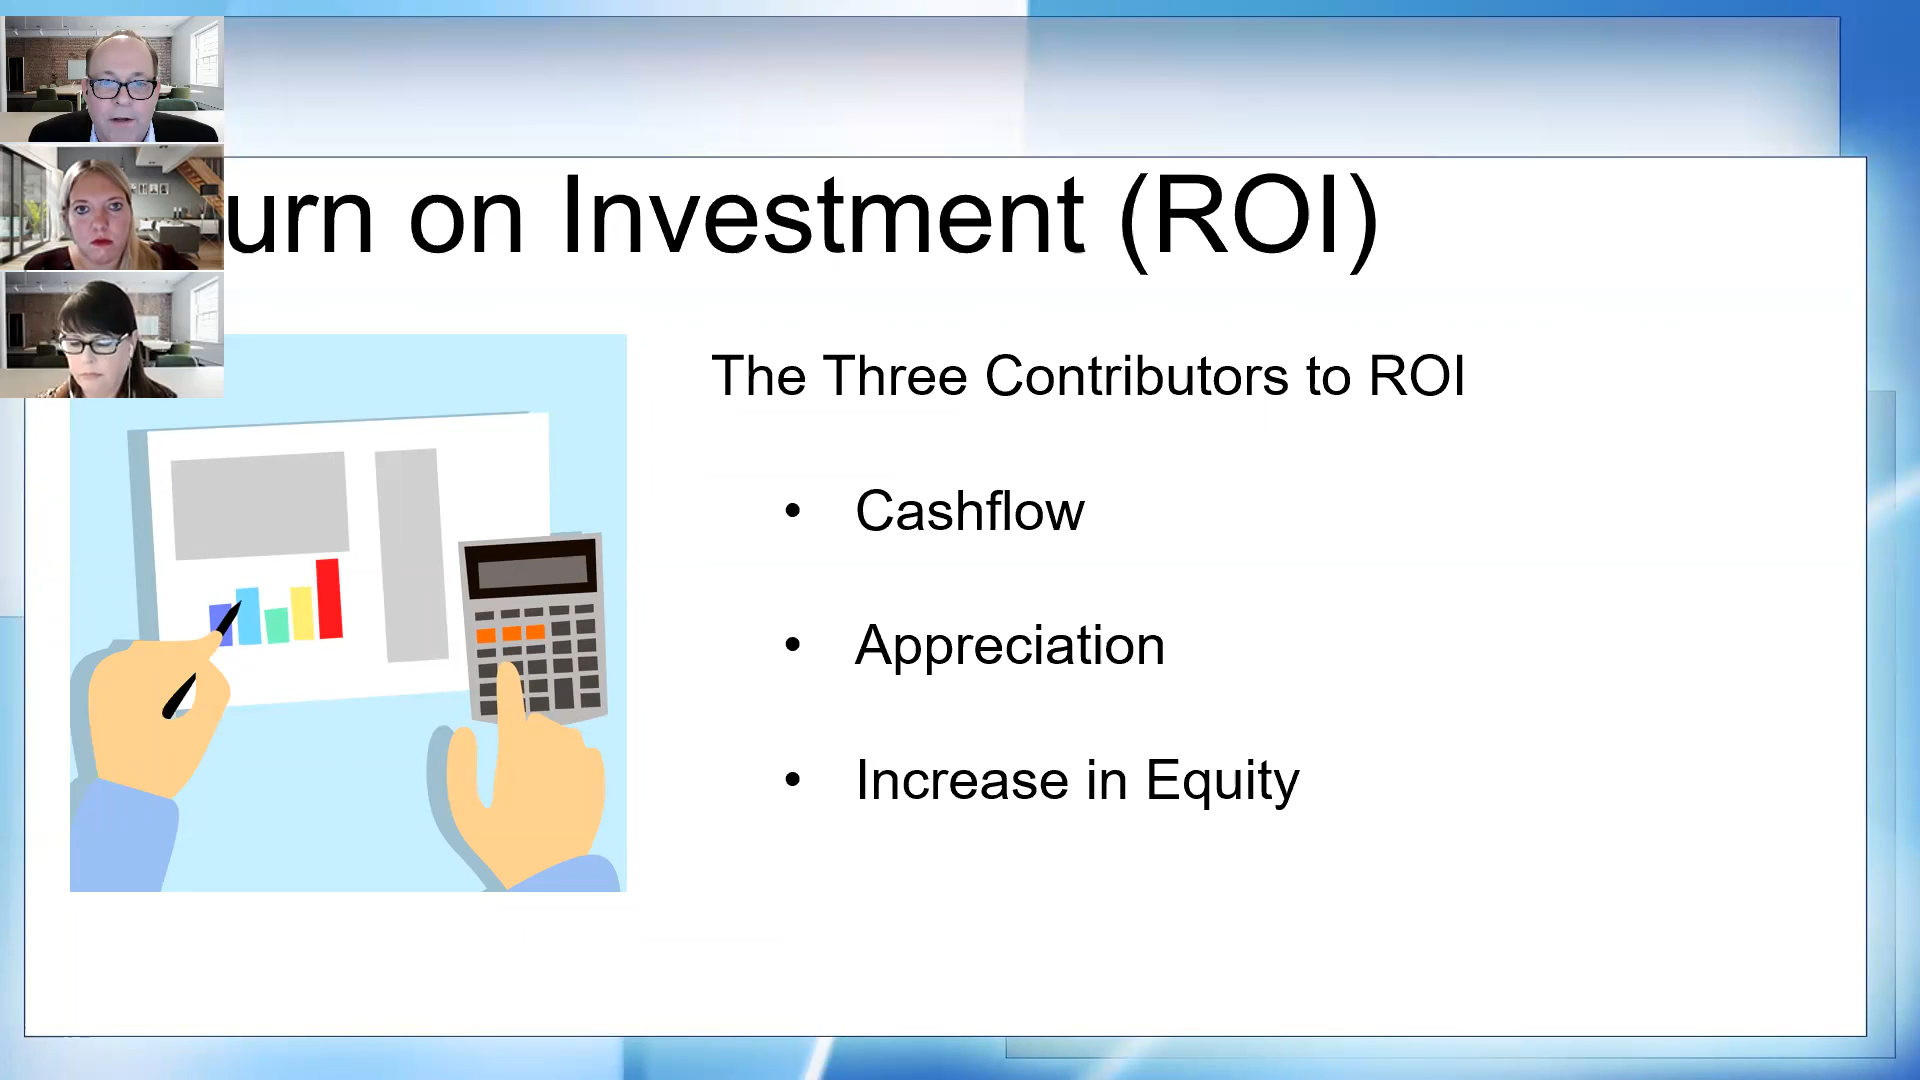 urn on Investment (ROI)
The Three Contributors to ROI
• Cashflow
• Appreciation
• Increase in Equity